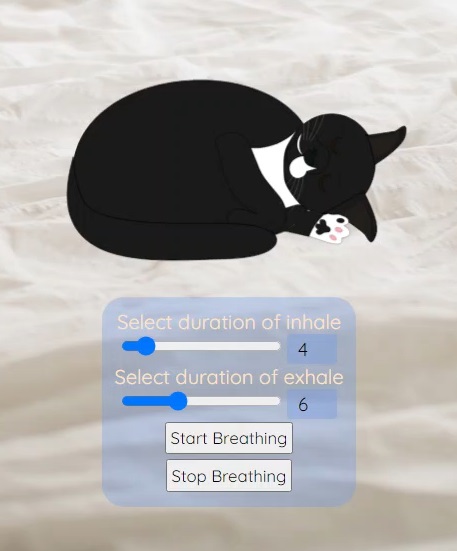 Select duration of inhale
4
Select duration of exhale
6
Start Breathing
Stop Breathing